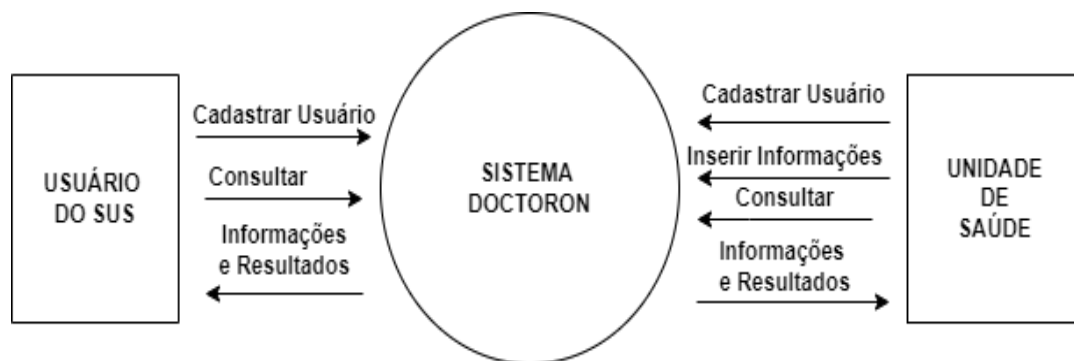 USUÁRIO
DO SUS
Cadastrar Usuário
Consultar
Informações
e Resultados
SISTEMA
DOCTORON
Cadastrar Usuário
Inserir Informações
Consultar
Informações
e Resultados
UNIDADE
DE
SAÚDE